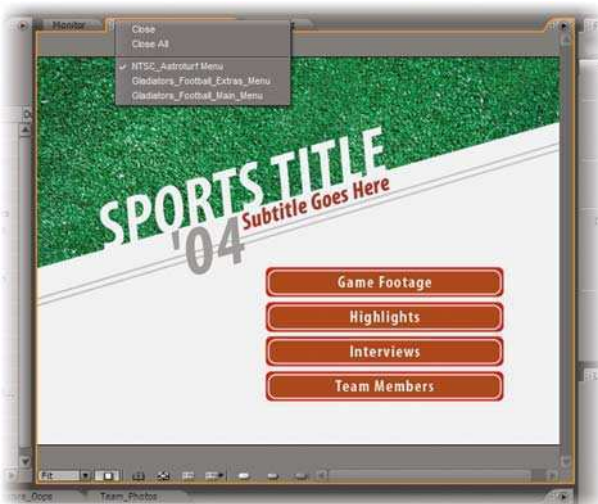 Monitor
Close
Close All
NTSC_Astroturf Menu
Gladiators_Football_Extras_Menu
Gladiators_Football_Main_Menu
SPORTS TITLE
Subtitle Goes Here
'04
Game Footage
Highlights
Interviews
Team Members
Fit
Team_Photos